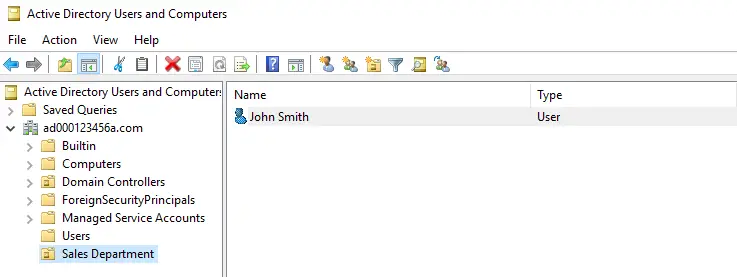 Active Directory Users and Computers
File Action View Help
Active Directory Users and Computers
Name Type
Saved Queries
John Smith User
ad000123456a.com
Builtin
Computers
Domain Controllers
ForeignSecurityPrincipals
Managed Service Accounts
Users
Sales Department